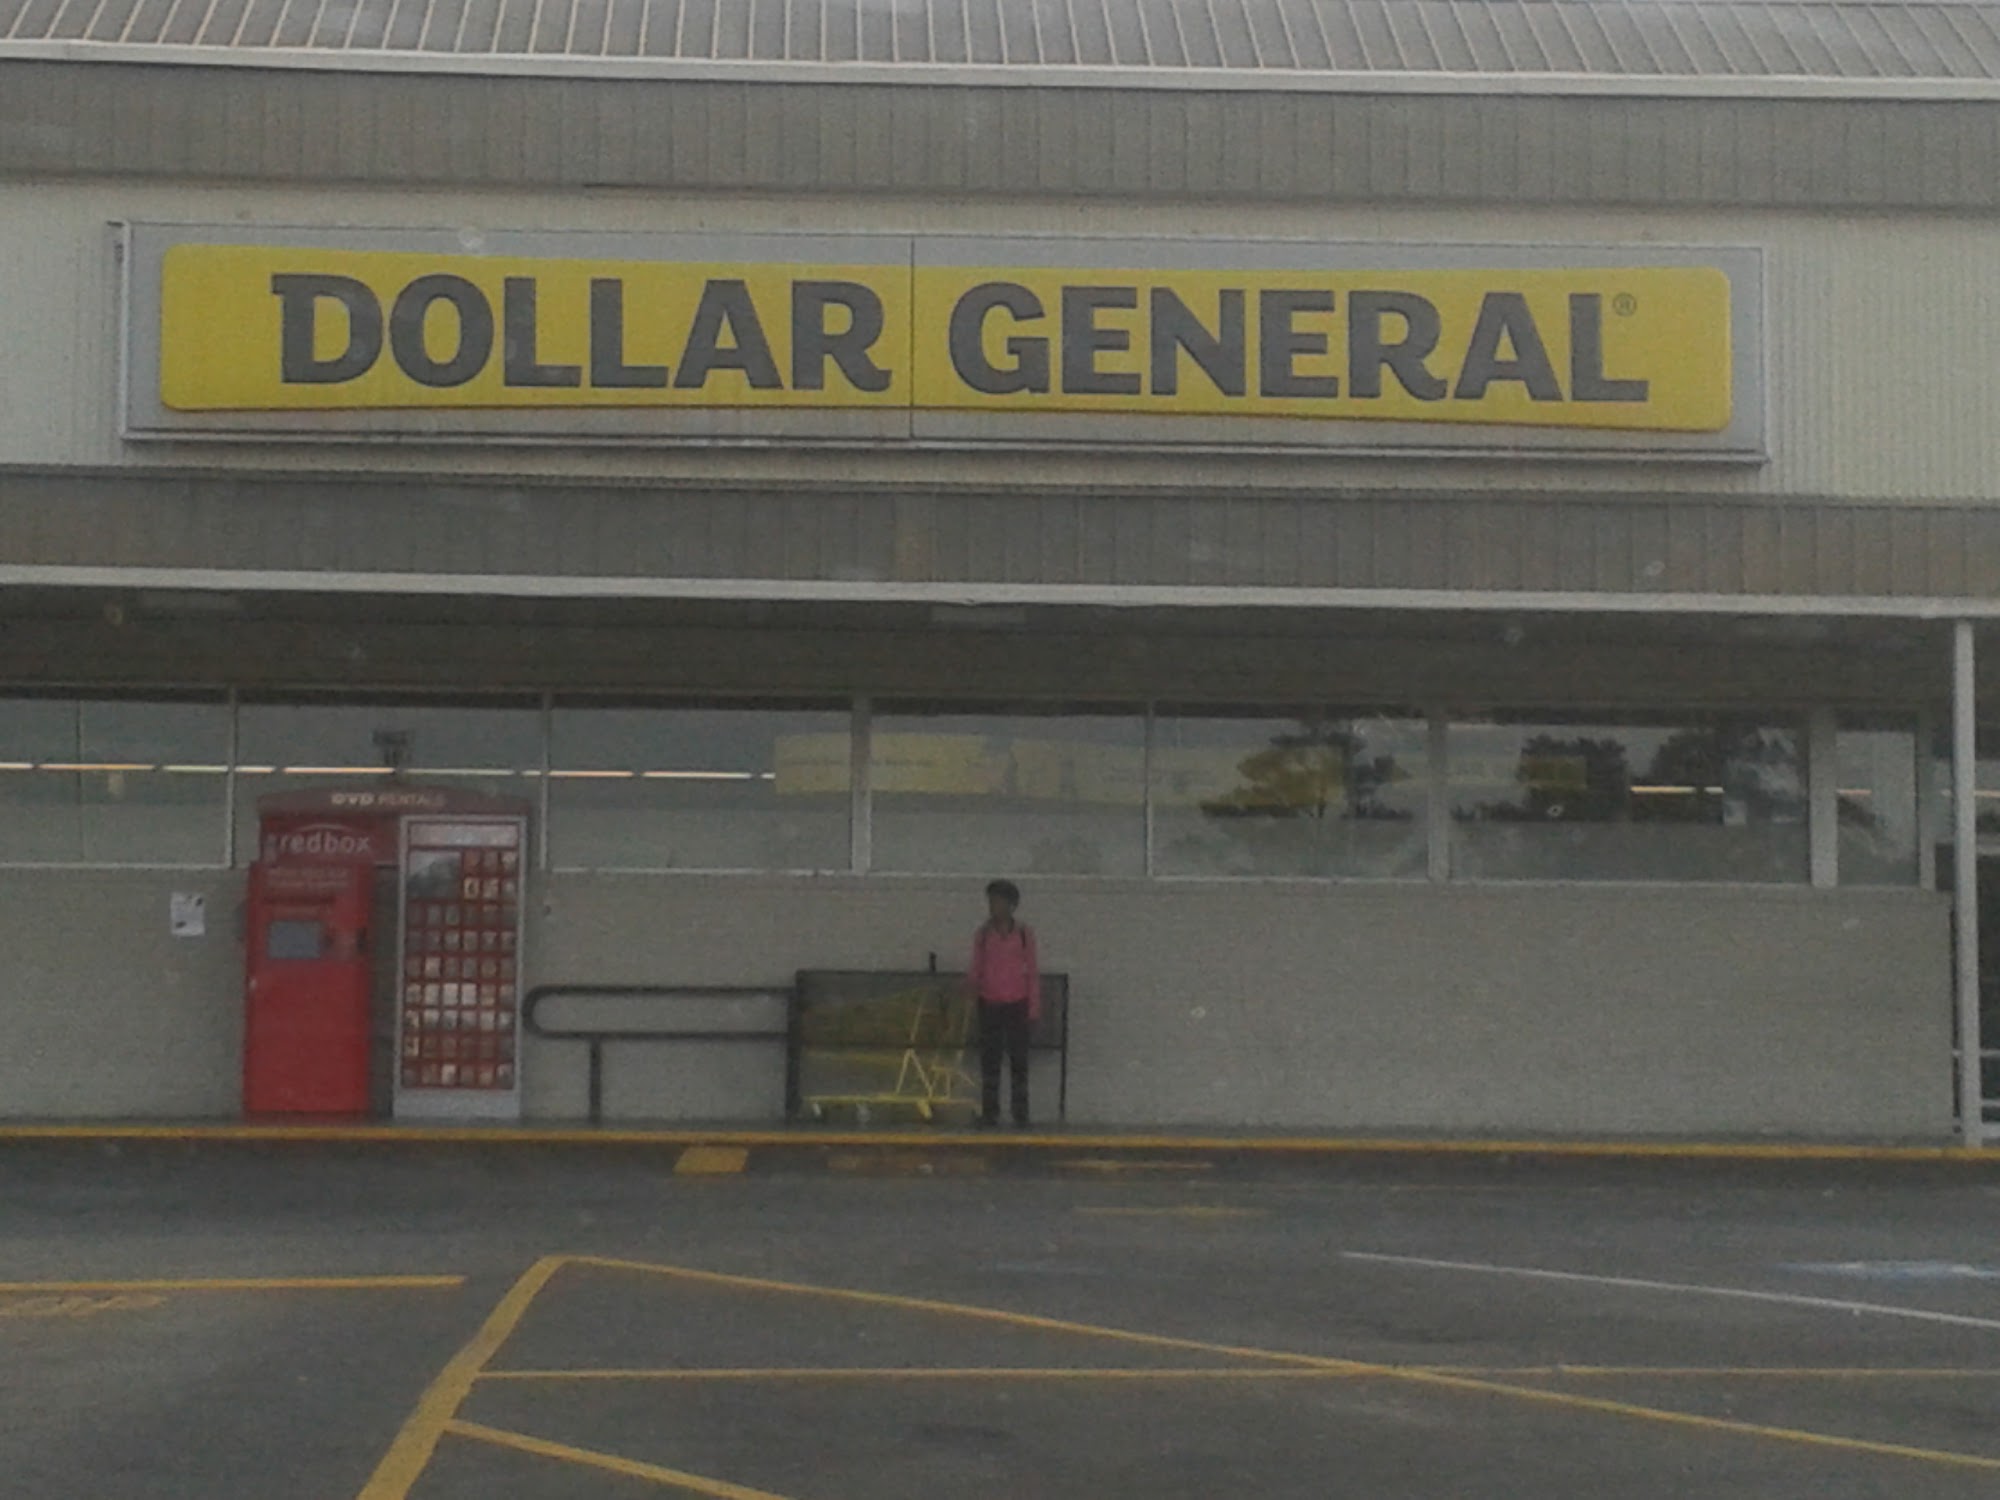 DOLLAR GENERAL®
DVD RENTALS
redbox